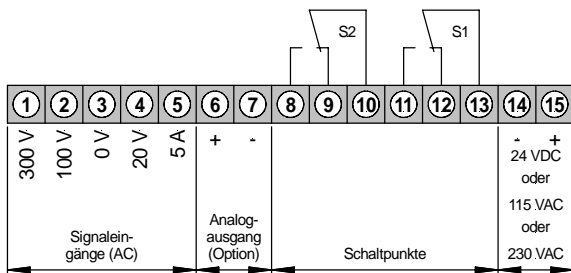 S2 S1
1 2 3 4 5 6 7 8 9 10 11 12 13 14 15
300 V 100 V 0 V 20 V 5 A + - - +
24 VDC
oder
115 VAC
oder
230 VAC
Signalein-
gänge (AC)
Analog-
ausgang
(Option)
Schaltpunkte